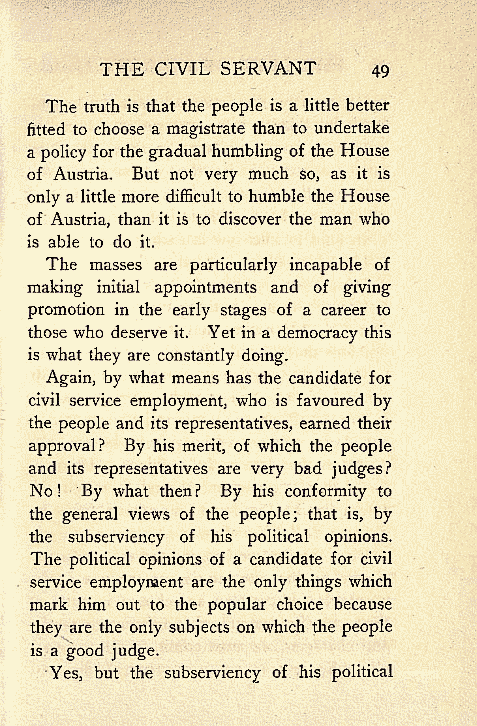 THE CIVIL SERVANT 49
The truth is that the people is a little better
fitted to choose a magistrate than to undertake
a policy for the gradual humbling of the House
of Austria. But not very much so, as it is
only a little more difficult to humble the House
of Austria, than it is to discover the man who
is able to do it.
The masses are particularly incapable of
making initial appointments and of giving
promotion in the early stages of a career to
those who deserve it. Yet in a democracy this
is what they are constantly doing.
Again, by what means has the candidate for
civil service employment, who is favoured by
the people and its representatives, earned their
approval? By his merit, of which the people
and its representatives are very bad judges?
No! By what then? By his conformity to
the general views of the people; that is, by
the subserviency of his political opinions.
The political opinions of a candidate for civil
service employment are the only things which
mark him out to the popular choice because
they are the only subjects on which the people
is a good judge.
Yes, but the subserviency of his political